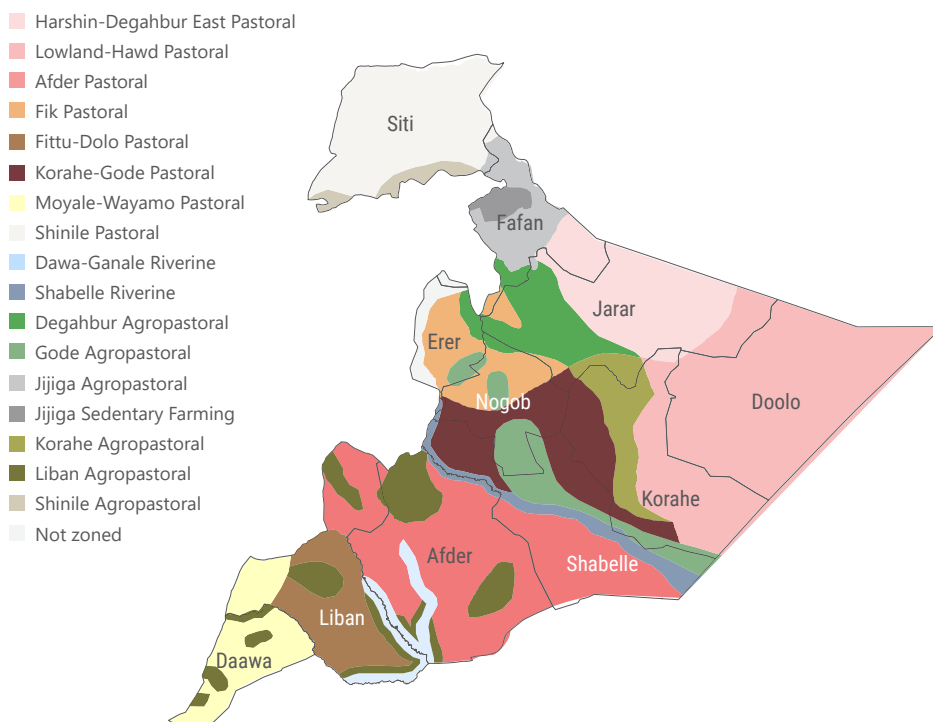 Harshin-Degahbur East Pastoral
Lowland-Hawd Pastoral
Afder Pastoral
Fik Pastoral
Fittu-Dolo Pastoral
Korahe-Gode Pastoral
Moyale-Wayamo Pastoral
Shinile Pastoral
Dawa-Ganale Riverine
Shabelle Riverine
Degahbur Agropastoral
Gode Agropastoral
Jijiga Agropastoral
Jijiga Sedentary Farming
Korahe Agropastoral
Liban Agropastoral
Shinile Agropastoral
Not zoned
Siti
Fafan
Jarar
Erer
Nogob
Doolo
Korahe
Afder
Shabelle
Liban
Daawa